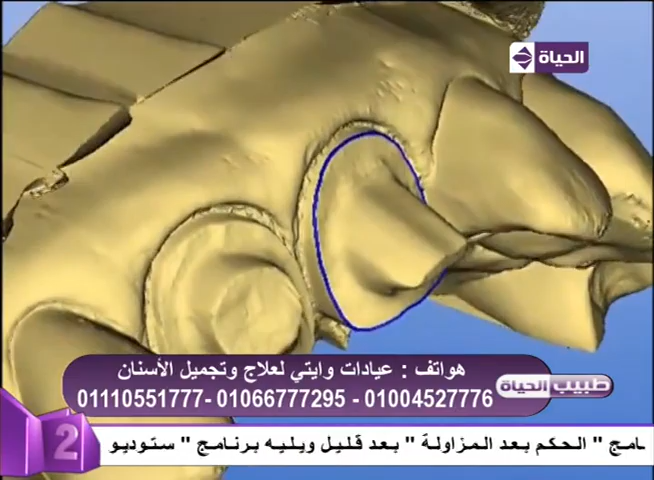 الحياة
هواتف : عيادات وايتي لعلاج وتجميل الأسنان
01110551777 - 01066777295 - 01004527776
طبيب الحياة
2
ـامج " الحكم بعد المزاولة " بعد قليل ويليه برنامج " ستوديو